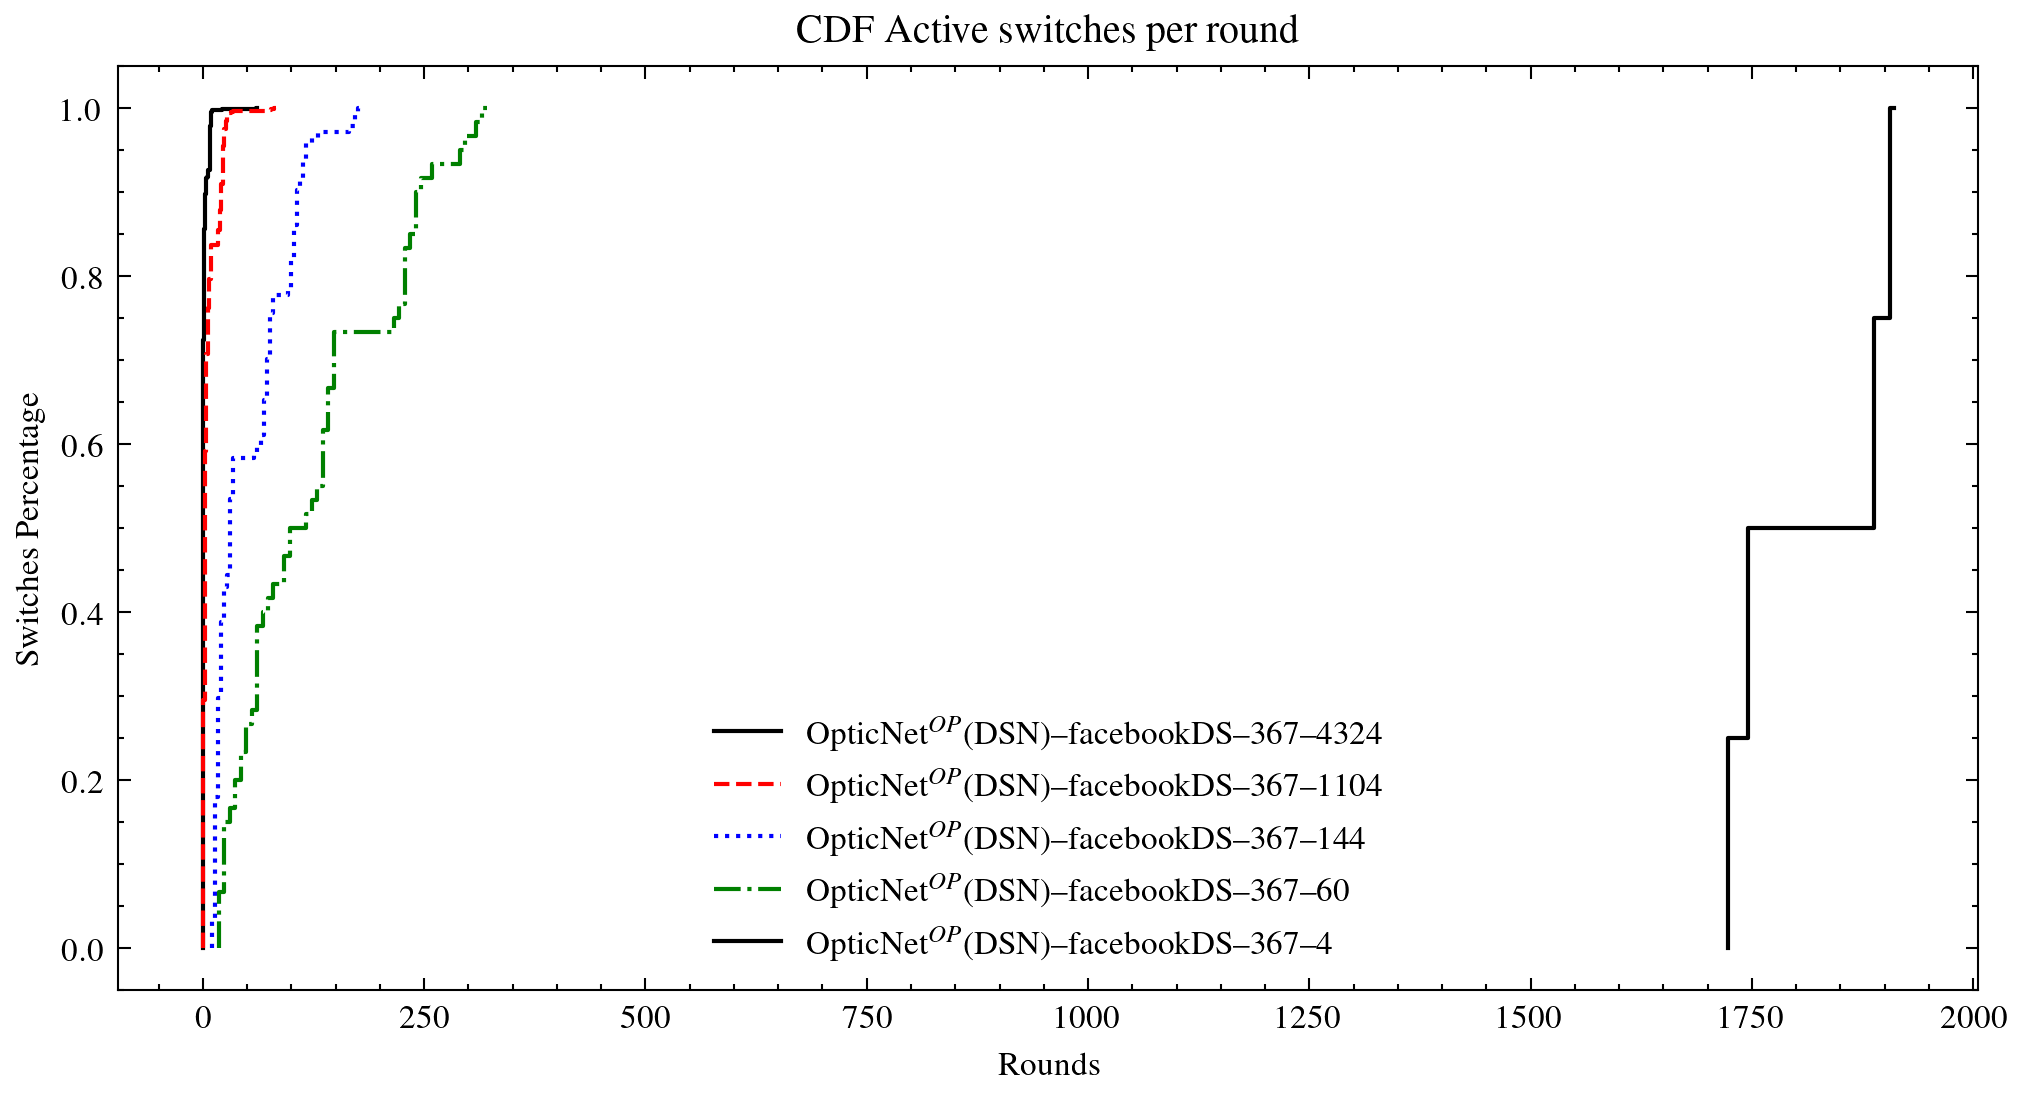 CDF Active switches per round
1.0
0.8
0.6
0.4
0.2
0.0
Switches Percentage
OpticNet^{OP}(DSN)–facebookDS–367–4324
OpticNet^{OP}(DSN)–facebookDS–367–1104
OpticNet^{OP}(DSN)–facebookDS–367–144
OpticNet^{OP}(DSN)–facebookDS–367–60
OpticNet^{OP}(DSN)–facebookDS–367–4
0 250 500 750 1000 1250 1500 1750 2000
Rounds